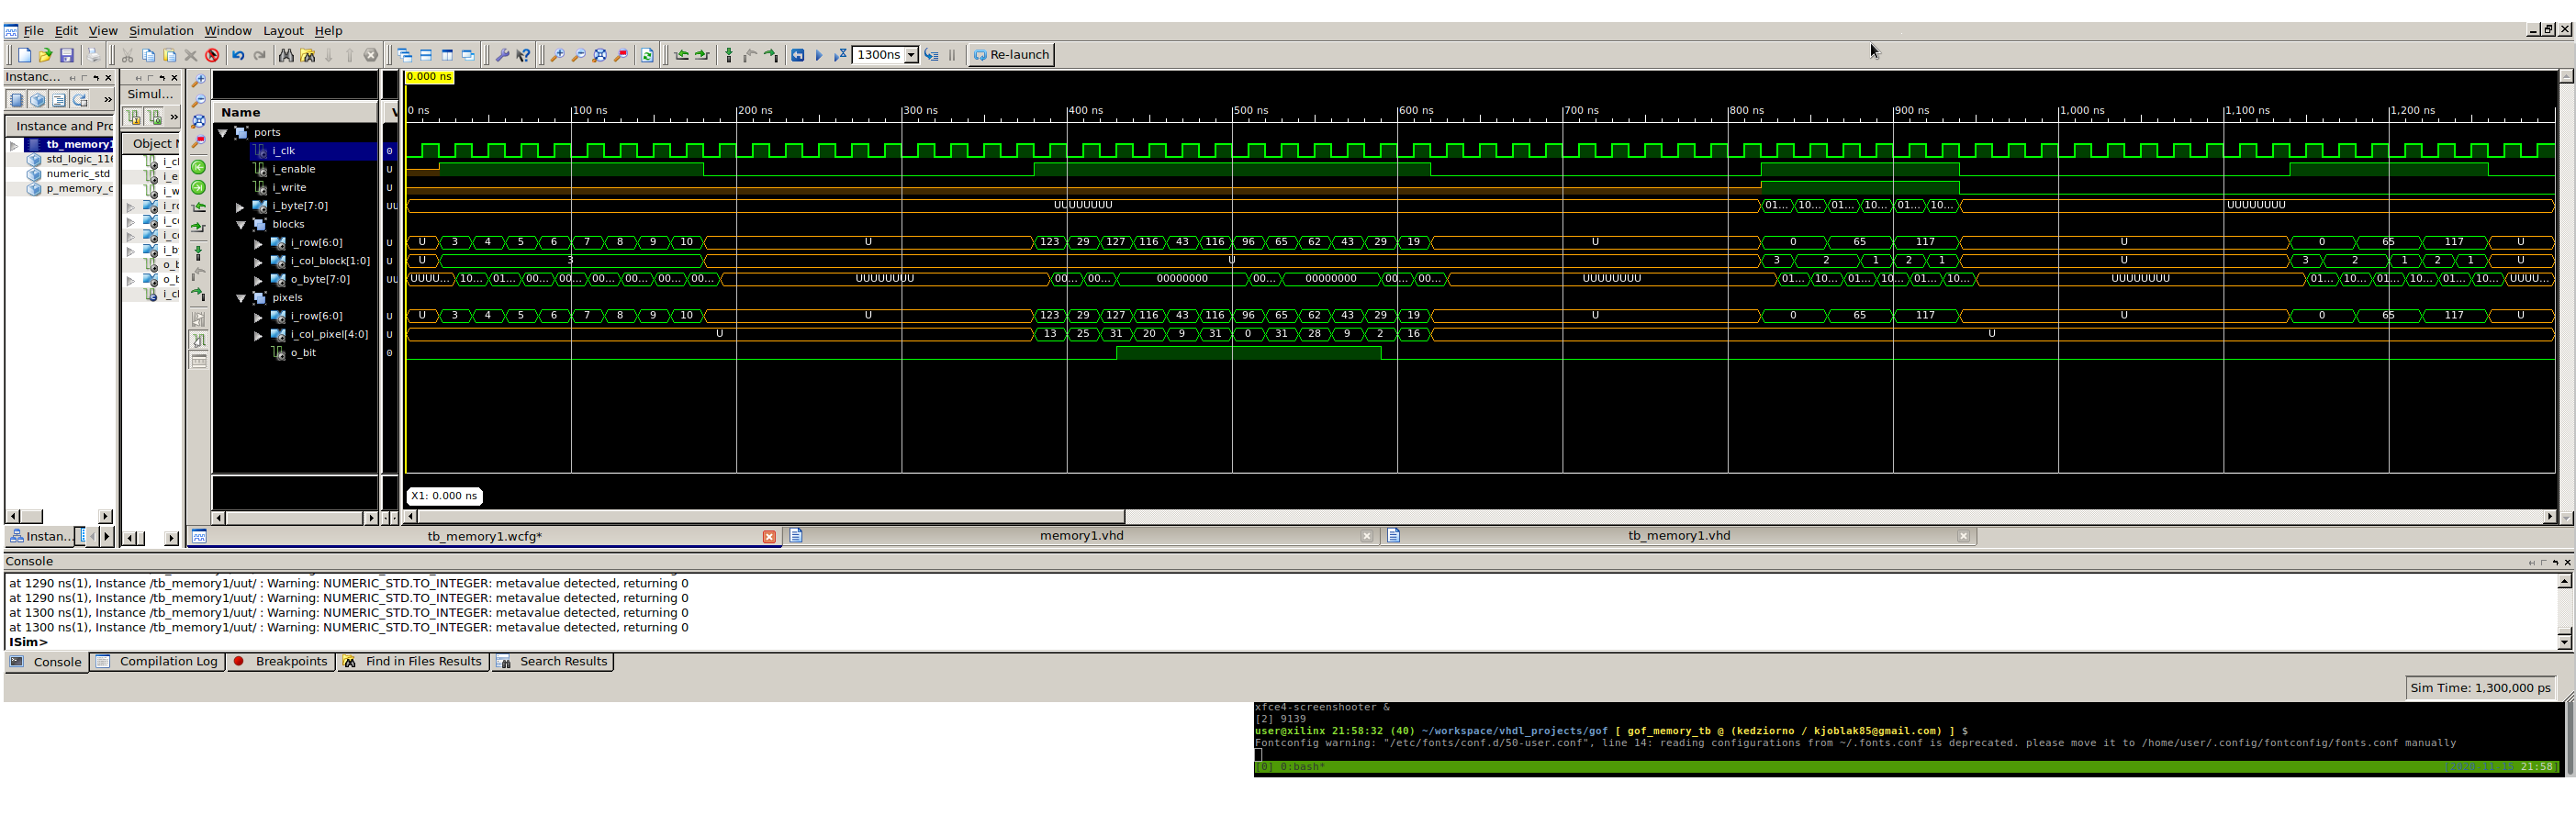 File Edit View Simulation Window Layout Help
1300ns Re-launch
Instanc...
Simul...
Instance and Pro
Object
tb_memory1
std_logic_116
numeric_std
p_memory_c
Name
0.000 ns
0 ns 100 ns 200 ns 300 ns 400 ns 500 ns 600 ns 700 ns 800 ns 900 ns 1,000 ns 1,100 ns 1,200 ns
ports
i_clk 0
i_enable U
i_write U
i_byte[7:0] UU UUUUUUUU 01... 10... 01... 10... 01... 10... UUUUUUUU
blocks
i_row[6:0] U U 3 4 5 6 7 8 9 10 U 123 29 127 116 43 116 96 65 62 43 29 19 U 0 65 117 U 0 65 117 U
i_col_block[1:0] U U 3 U 3 2 1 2 1 U 3 2 1 2 1 U
o_byte[7:0] UU UUUU... 10... 01... 00... 00... 00... 00... 00... 00... UUUUUUUU 00... 00... 00000000 00... 00000000 00... 00... UUUUUUUU 01... 10... 01... 10... 01... 10... UUUUUUUU 01... 10... 01... 10... 01... 10... UUUU...
pixels
i_row[6:0] U U 3 4 5 6 7 8 9 10 U 123 29 127 116 43 116 96 65 62 43 29 19 U 0 65 117 U 0 65 117 U
i_col_pixel[4:0] U U 13 25 31 20 9 31 0 31 28 9 2 16 U
o_bit 0
X1: 0.000 ns
Instan...
tb_memory1.wcfg* memory1.vhd tb_memory1.vhd
Console
at 1290 ns(1), Instance /tb_memory1/uut/ : Warning: NUMERIC_STD.TO_INTEGER: metavalue detected, returning 0
at 1290 ns(1), Instance /tb_memory1/uut/ : Warning: NUMERIC_STD.TO_INTEGER: metavalue detected, returning 0
at 1300 ns(1), Instance /tb_memory1/uut/ : Warning: NUMERIC_STD.TO_INTEGER: metavalue detected, returning 0
at 1300 ns(1), Instance /tb_memory1/uut/ : Warning: NUMERIC_STD.TO_INTEGER: metavalue detected, returning 0
ISim>
Console Compilation Log Breakpoints Find in Files Results Search Results
Sim Time: 1,300,000 ps
xfce4-screenshooter &
[2] 9139
user@xilinx 21:58:32 (40) ~/workspace/vhdl_projects/gof [ gof_memory_tb @ (kedziorno / kjoblak85@gmail.com) ] $
Fontconfig warning: "/etc/fonts/conf.d/50-user.conf", line 14: reading configurations from ~/.fonts.conf is deprecated. please move it to /home/user/.config/fontconfig/fonts.conf manually
[0] 0:bash* 21:58